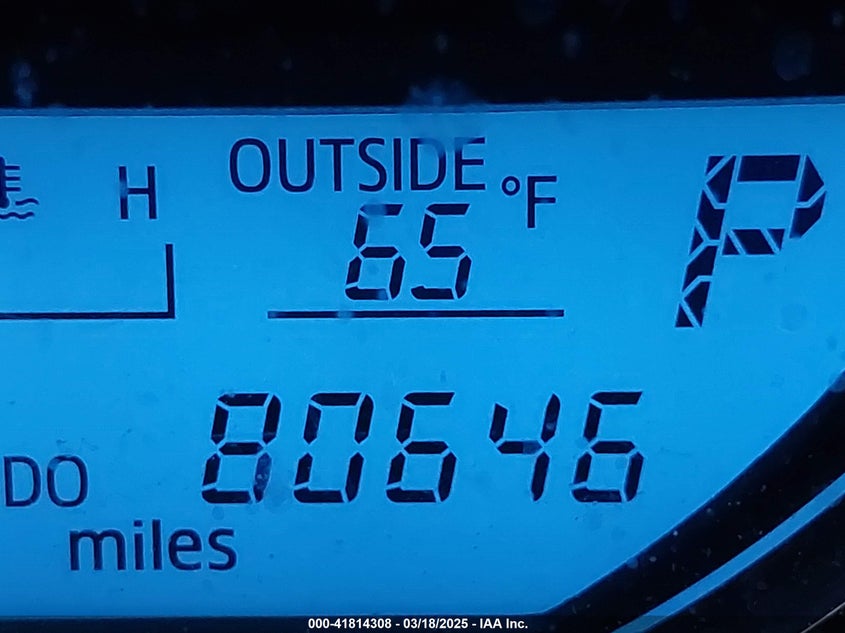 H
OUTSIDE
65 °F
P
80646
DO
miles
000-41814308 - 03/18/2025 - IAA Inc.